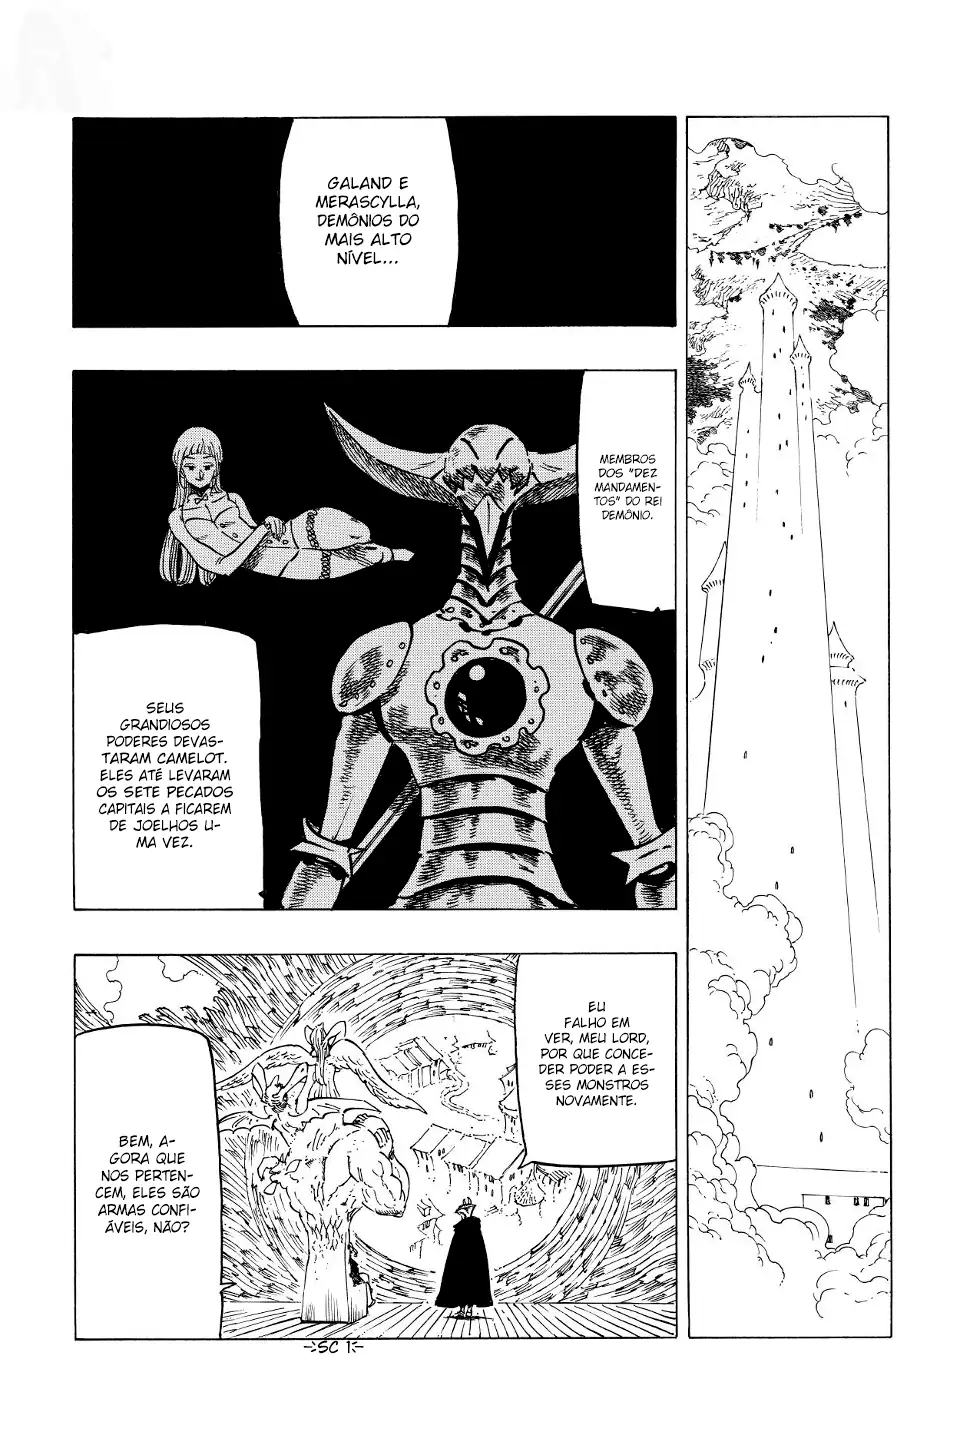 GALAND E
MERASCYLLA,
DEMÔNIOS DO
MAIS ALTO
NÍVEL...
MEMBROS
DOS "DEZ
MANDAMEN-
TOS" DO REI
DEMÔNIO.
SEUS
GRANDIOSOS
PODERES DEVAS-
TARAM CAMELOT.
ELES ATÉ LEVARAM
OS SETE PECADOS
CAPITAIS A FICAREM
DE JOELHOS U-
MA VEZ.
EU
FALHO EM
VER, MEU LORD,
POR QUE CONCE-
DER PODER A ES-
SES MONSTROS
NOVAMENTE.
BEM, A-
GORA QUE
NOS PERTEN-
CEM, ELES SÃO
ARMAS CONFI-
ÁVEIS, NÃO?
SC 1